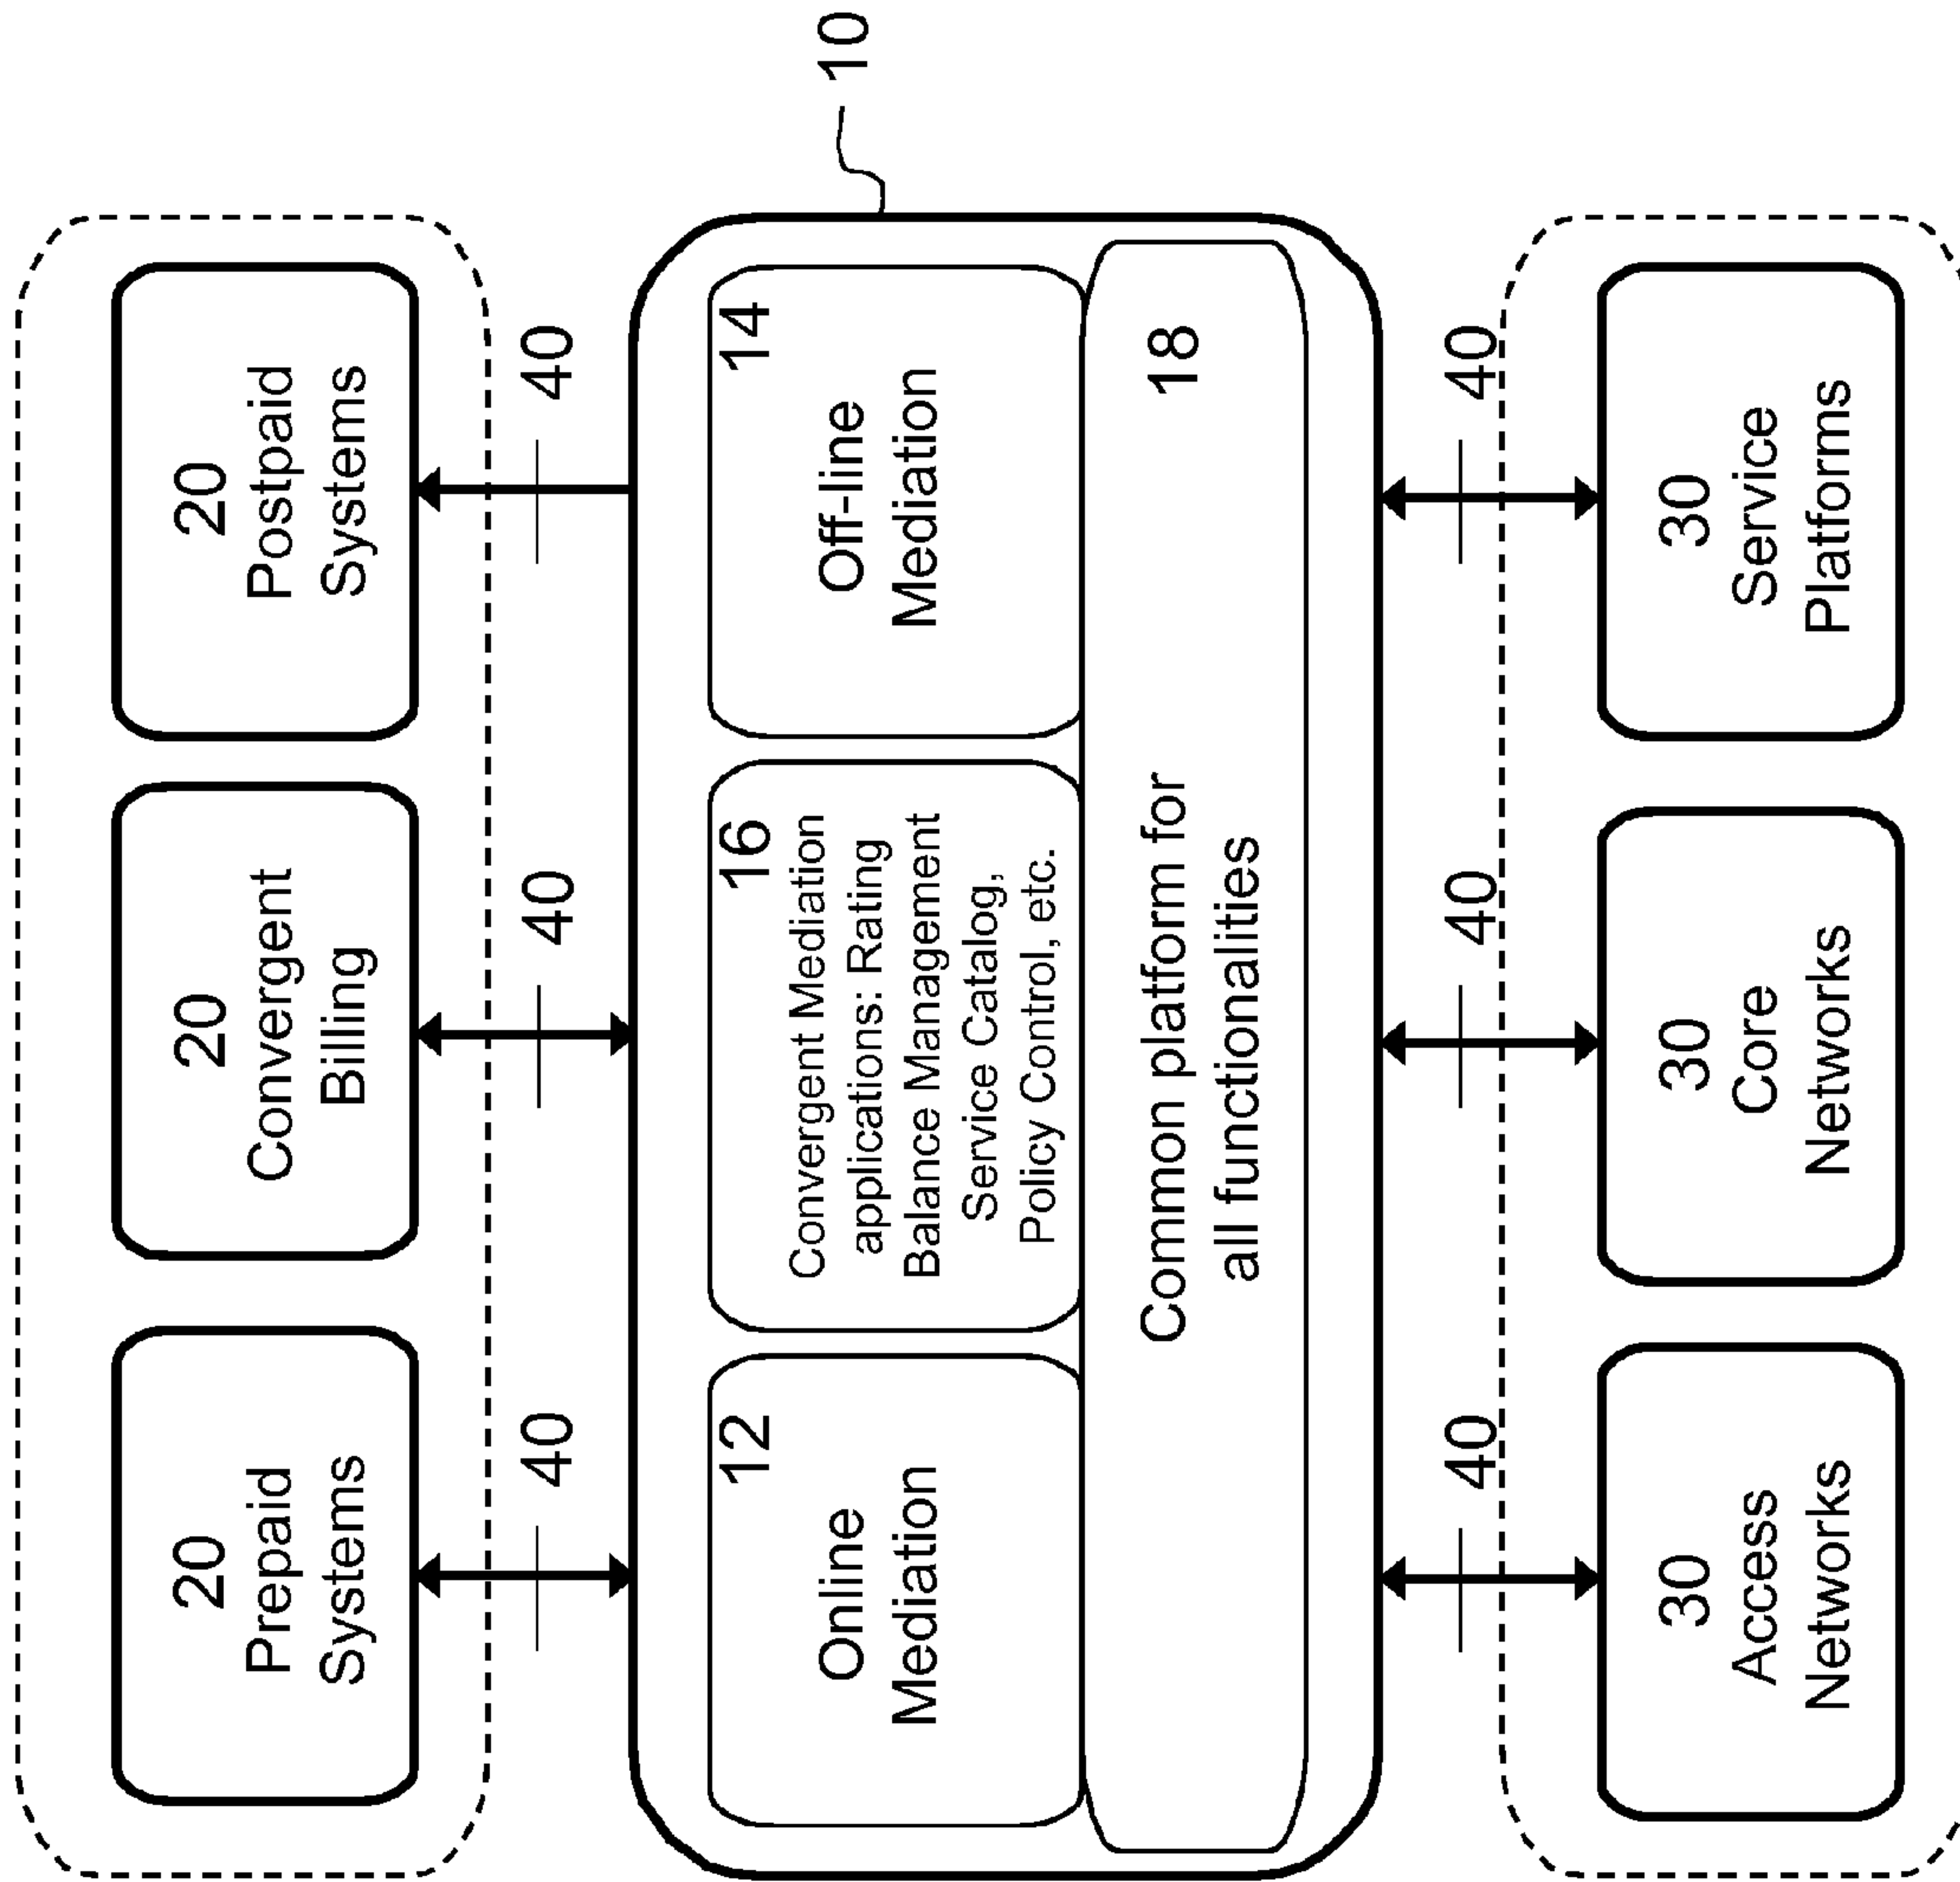 20
Prepaid
Systems
20
Convergent
Billing
20
Postpaid
Systems
40
40
40
10
12
Online
Mediation
16
Convergent Mediation
applications: Rating
Balance Management
Service Catalog,
Policy Control, etc.
14
Off-line
Mediation
18
Common platform for
all functionalities
40
40
40
30
Access
Networks
30
Core
Networks
30
Service
Platforms